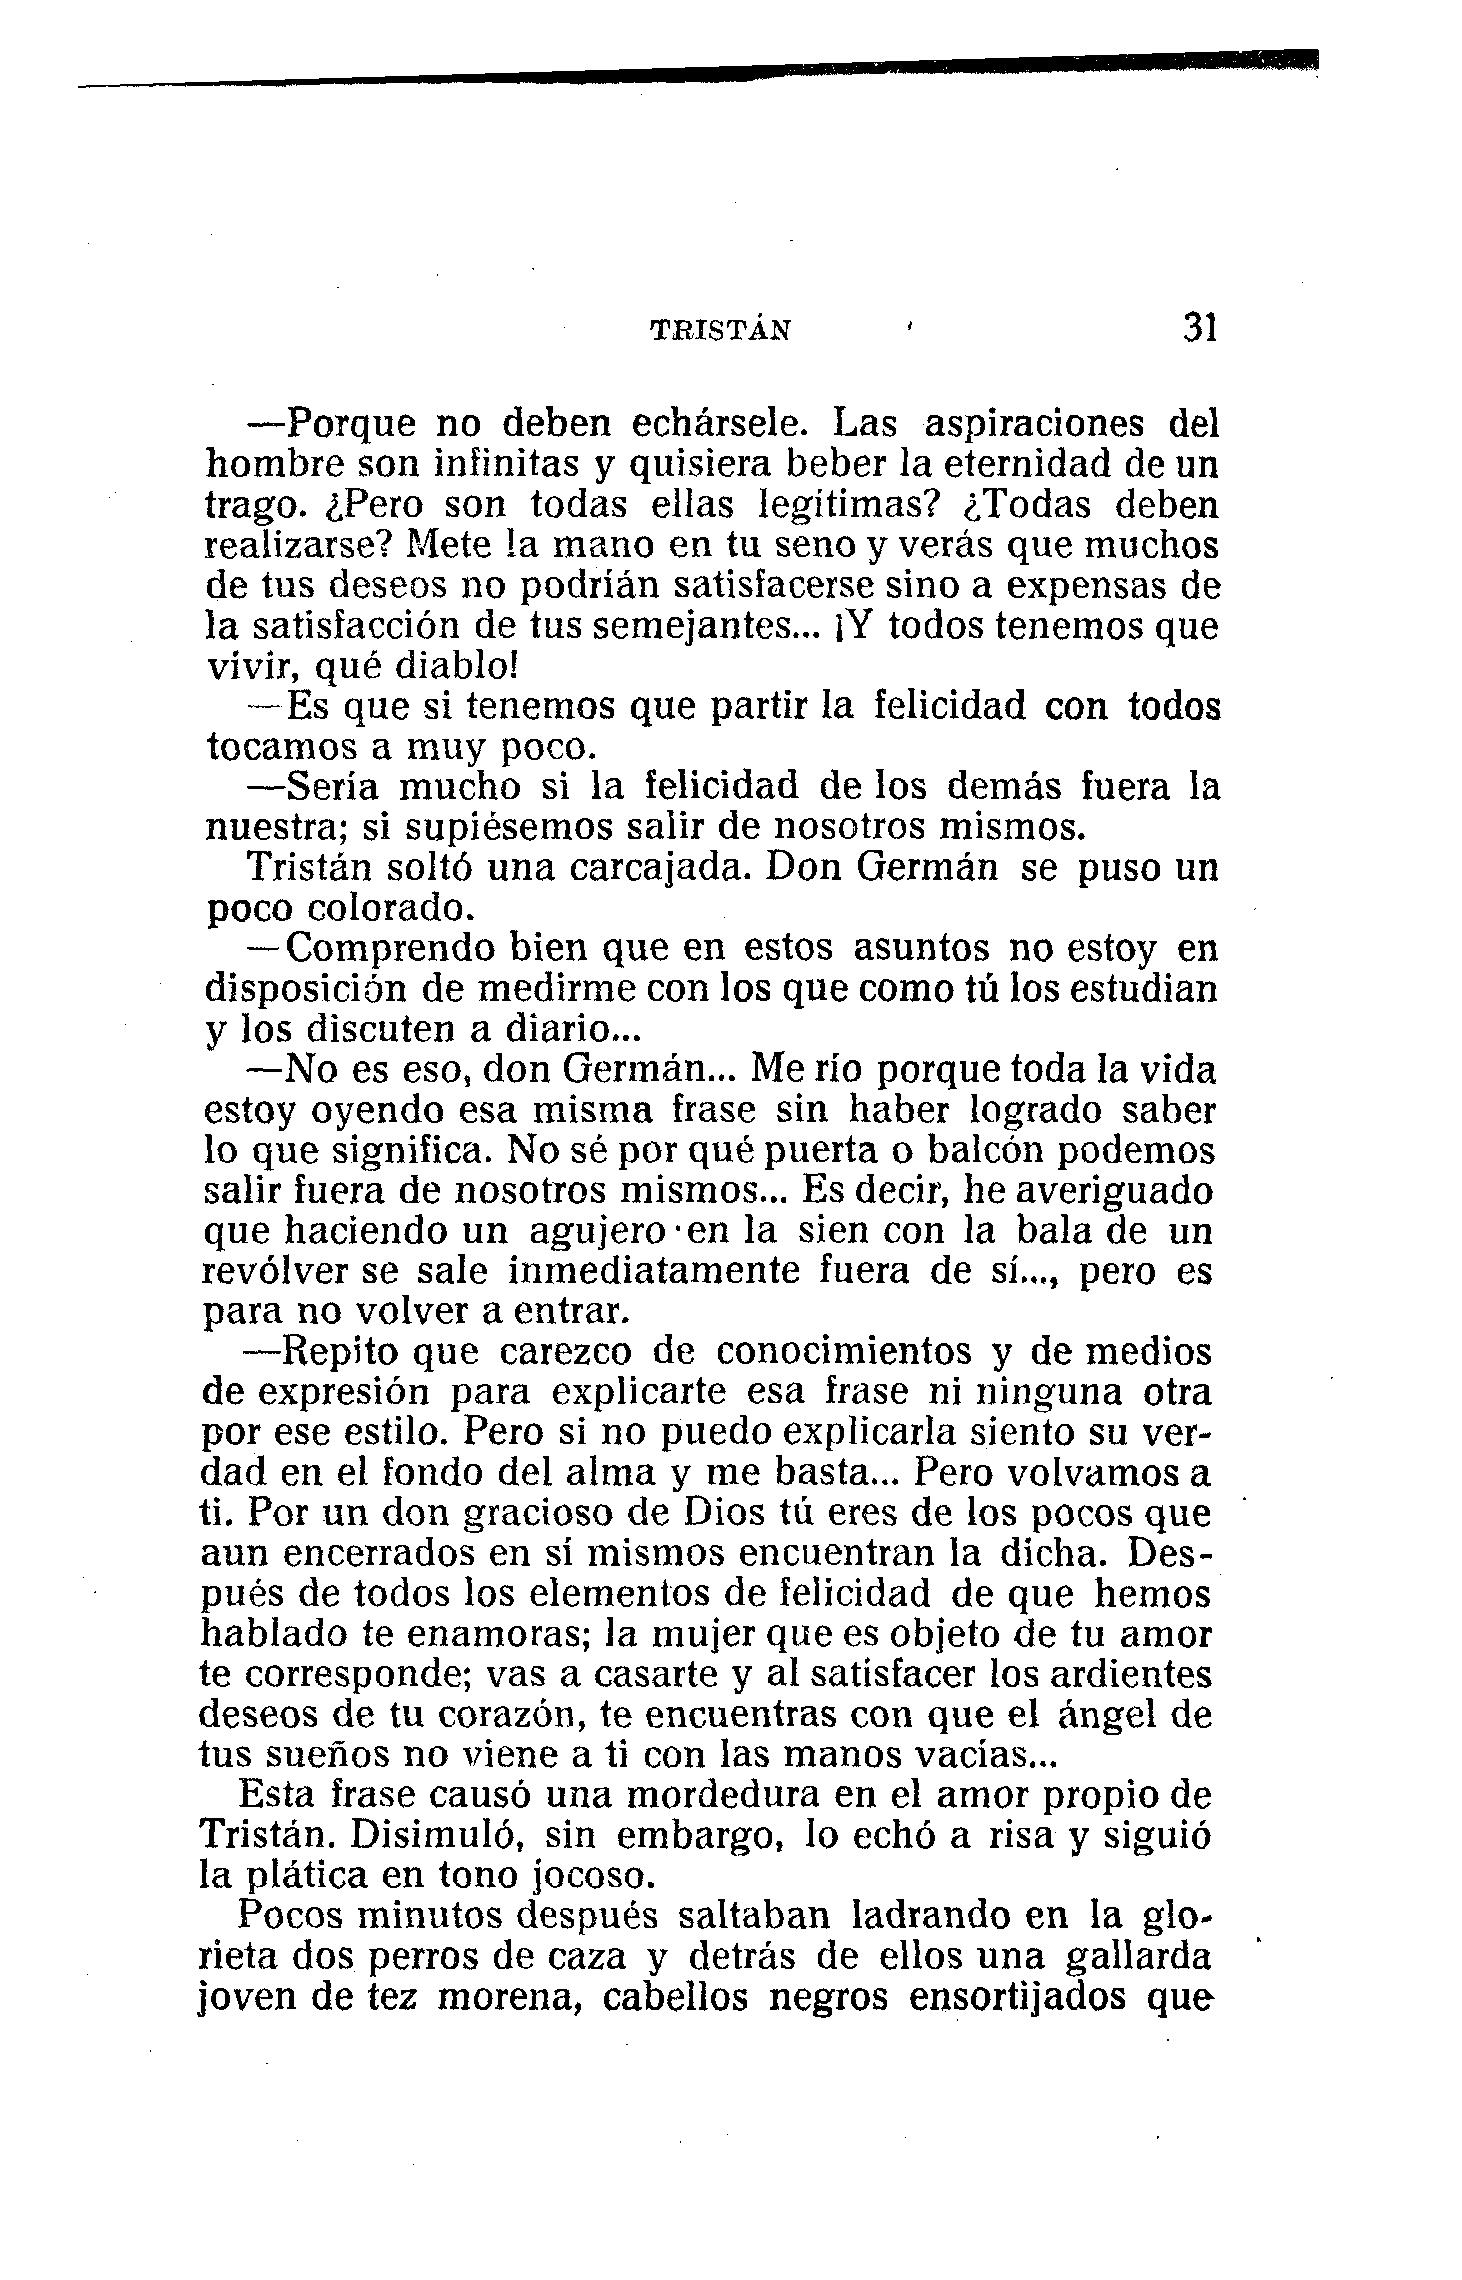 TRISTÁN 31
—Porque no deben echársele. Las aspiraciones del
hombre son infinitas y quisiera beber la eternidad de un
trago. ¿Pero son todas ellas legítimas? ¿Todas deben
realizarse? Mete la mano en tu seno y verás que muchos
de tus deseos no podrían satisfacerse sino a expensas de
la satisfacción de tus semejantes... ¡Y todos tenemos que
vivir, qué diablo!
—Es que si tenemos que partir la felicidad con todos
tocamos a muy poco.
—Sería mucho si la felicidad de los demás fuera la
nuestra; si supiésemos salir de nosotros mismos.
Tristán soltó una carcajada. Don Germán se puso un
poco colorado.
—Comprendo bien que en estos asuntos no estoy en
disposición de medirme con los que como tú los estudian
y los discuten a diario...
—No es eso, don Germán... Me río porque toda la vida
estoy oyendo esa misma frase sin haber logrado saber
lo que significa. No sé por qué puerta o balcón podemos
salir fuera de nosotros mismos... Es decir, he averiguado
que haciendo un agujero en la sien con la bala de un
revólver se sale inmediatamente fuera de sí..., pero es
para no volver a entrar.
—Repito que carezco de conocimientos y de medios
de expresión para explicarte esa frase ni ninguna otra
por ese estilo. Pero si no puedo explicarla siento su ver-
dad en el fondo del alma y me basta... Pero volvamos a
ti. Por un don gracioso de Dios tú eres de los pocos que
aun encerrados en sí mismos encuentran la dicha. Des-
pués de todos los elementos de felicidad de que hemos
hablado te enamoras; la mujer que es objeto de tu amor
te corresponde; vas a casarte y al satisfacer los ardientes
deseos de tu corazón, te encuentras con que el ángel de
tus sueños no viene a ti con las manos vacías...
Esta frase causó una mordedura en el amor propio de
Tristán. Disimuló, sin embargo, lo echó a risa y siguió
la plática en tono jocoso.
Pocos minutos después saltaban ladrando en la glo-
rieta dos perros de caza y detrás de ellos una gallarda
joven de tez morena, cabellos negros ensortijados que